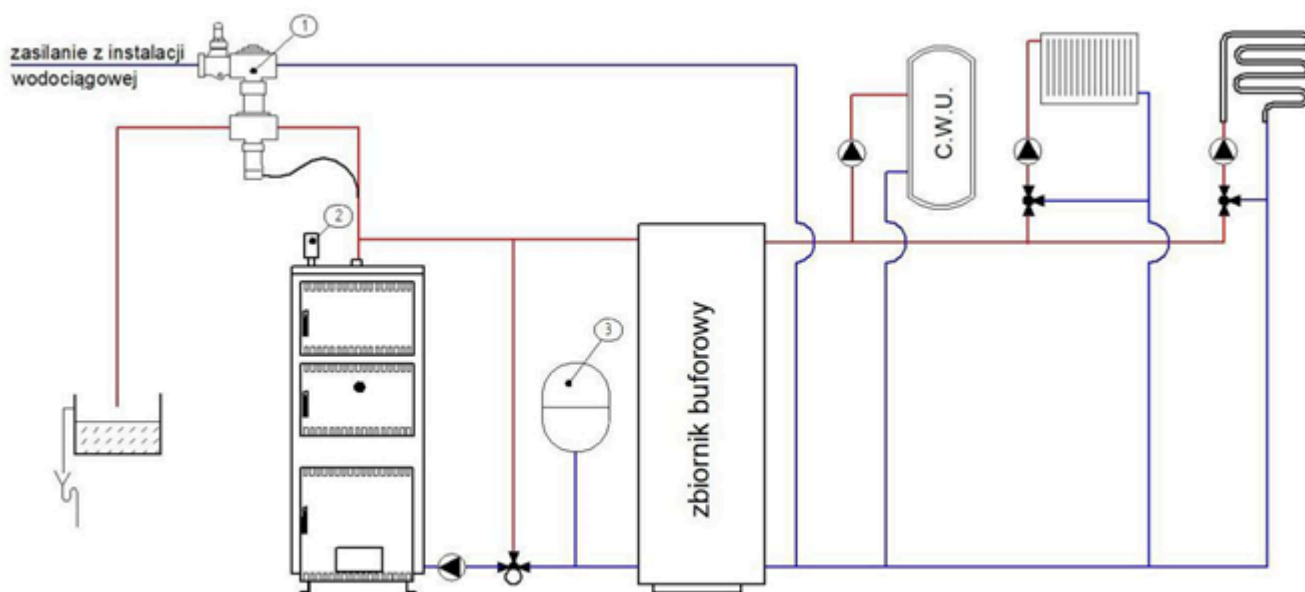 1
zasilanie z instalacji
wodociągowej
C.W.U.
2
3
zbiornik buforowy